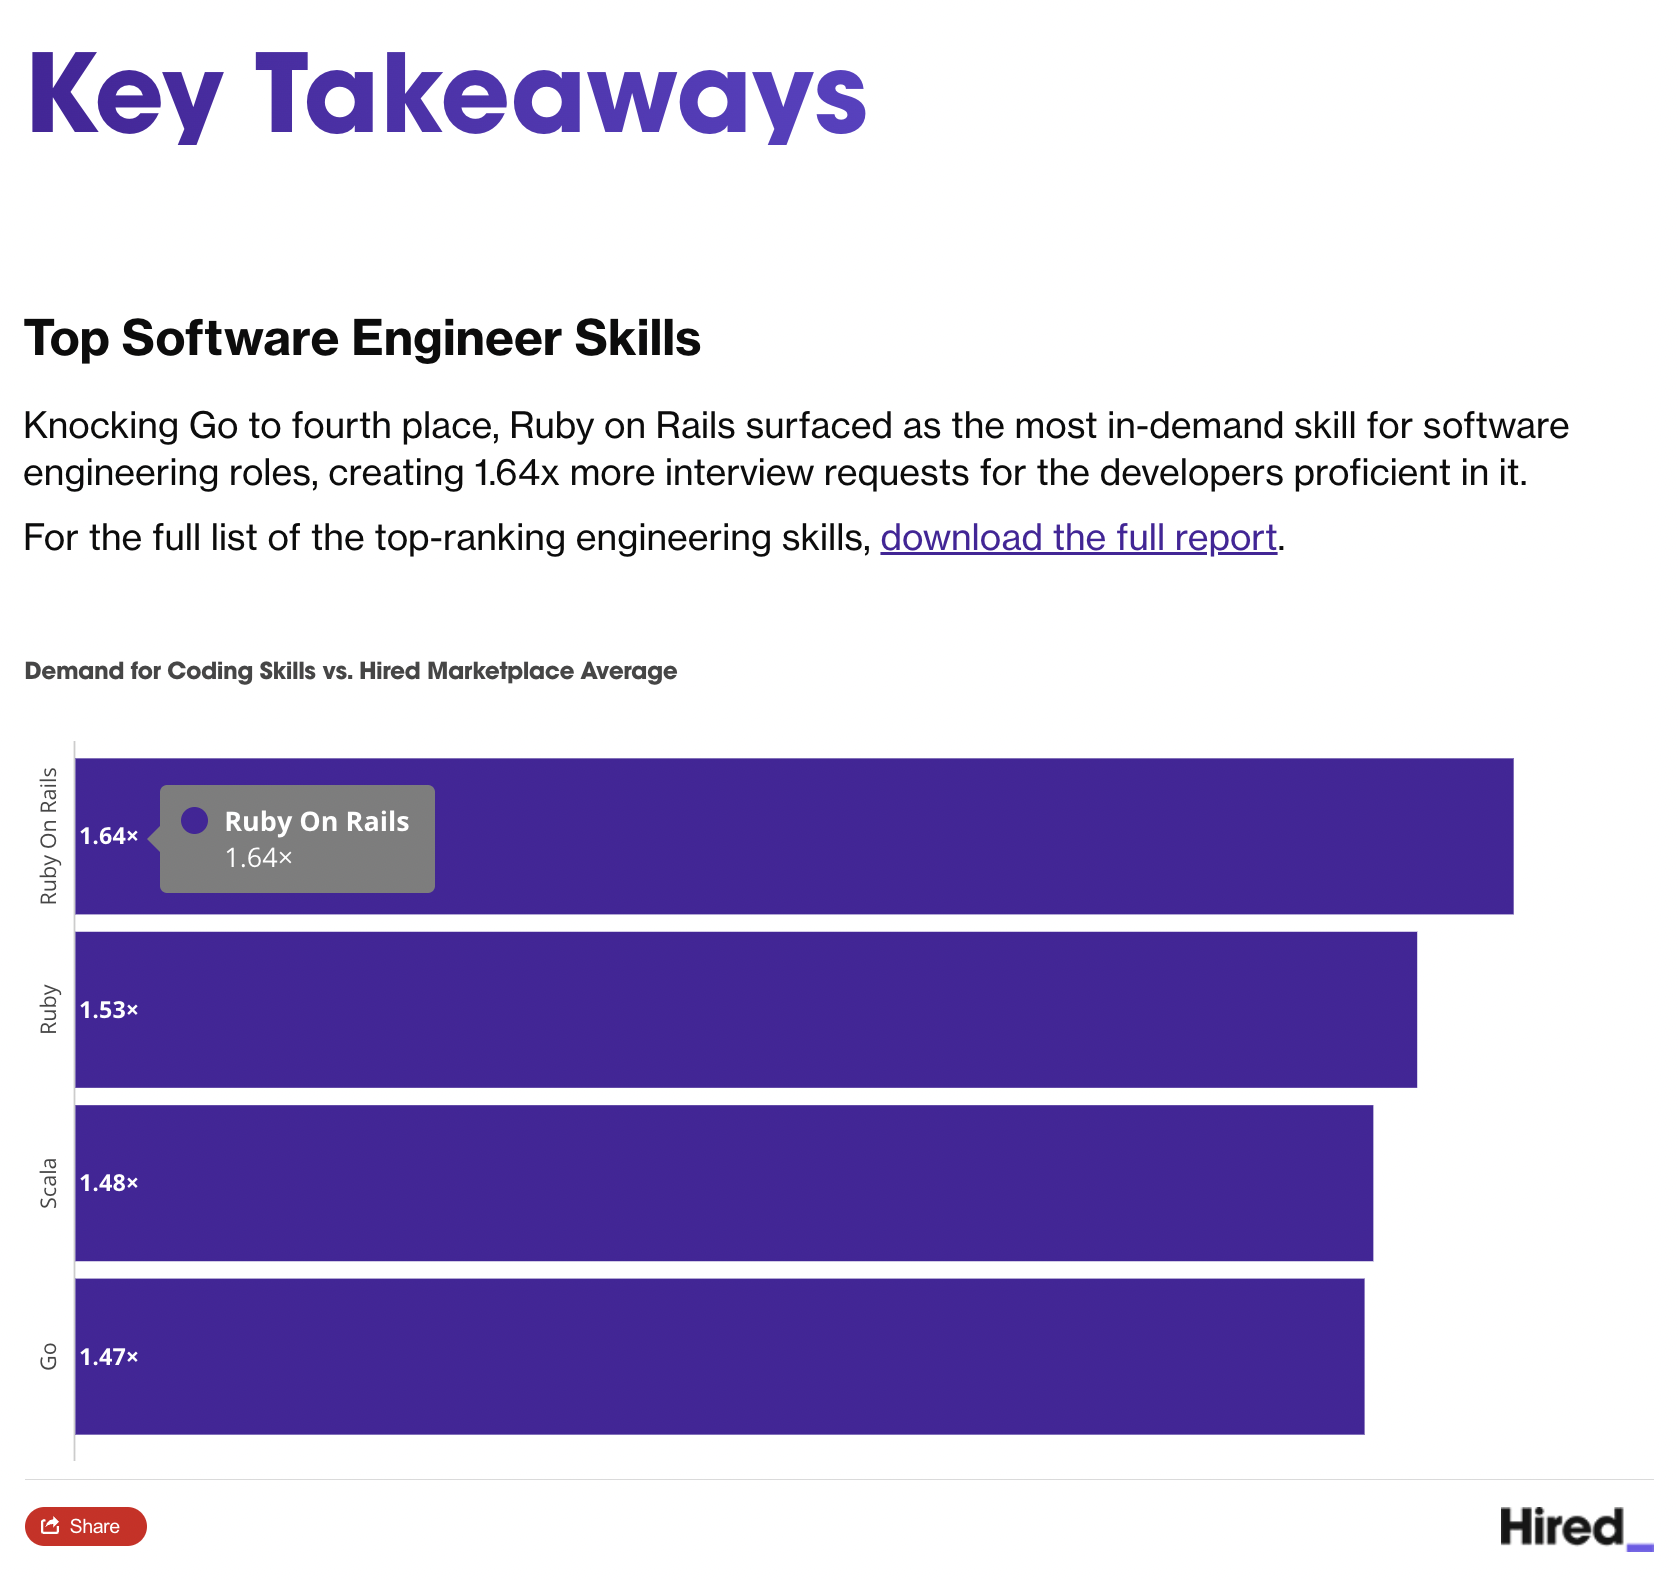 Key Takeaways
Top Software Engineer Skills
Knocking Go to fourth place, Ruby on Rails surfaced as the most in-demand skill for software
engineering roles, creating 1.64x more interview requests for the developers proficient in it.
For the full list of the top-ranking engineering skills, download the full report.
Demand for Coding Skills vs. Hired Marketplace Average
Ruby On Rails
1.64×
Ruby On Rails
1.64×
Ruby
1.53×
Scala
1.48×
Go
1.47×
Share
Hired_